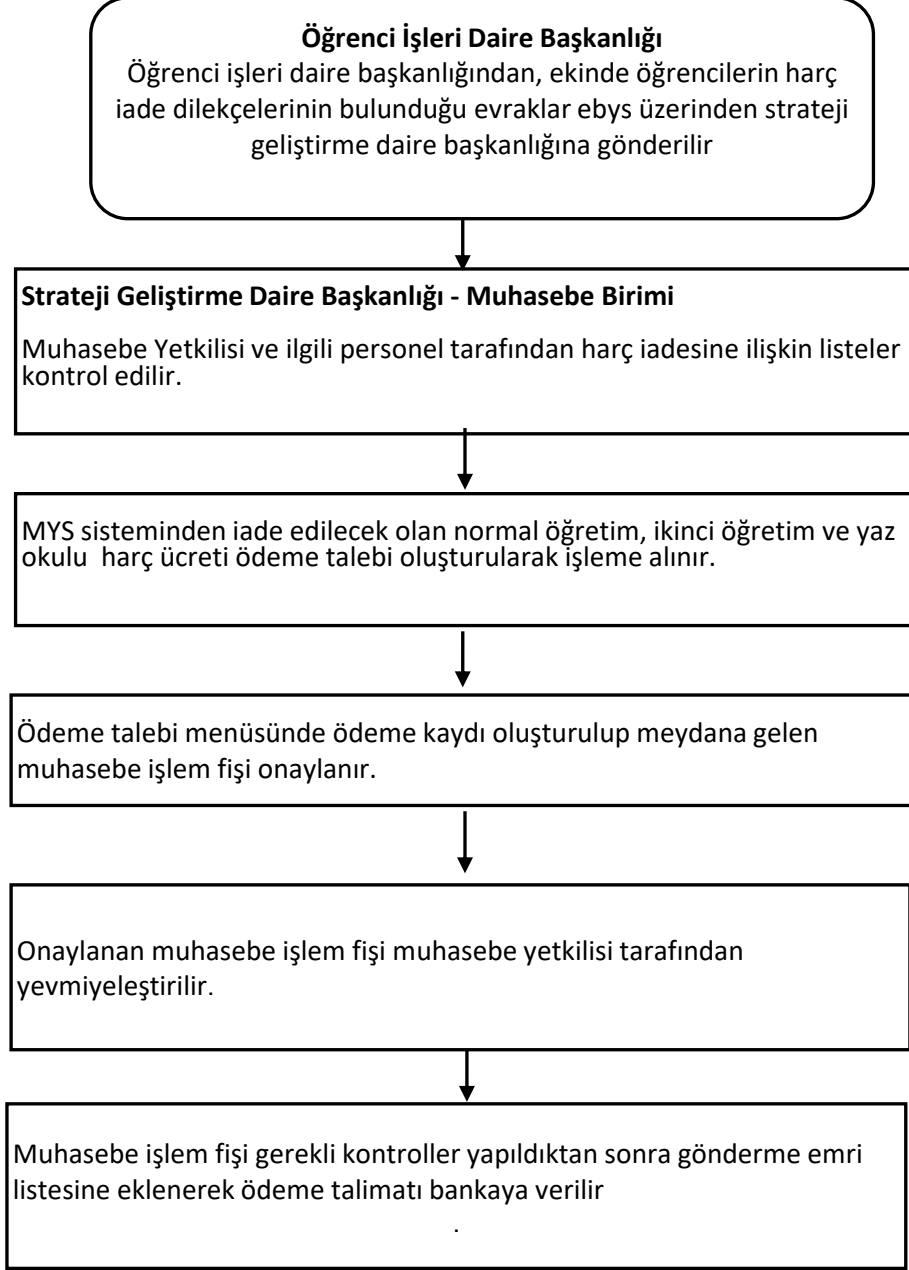 Öğrenci İşleri Daire Başkanlığı
Öğrenci işleri daire başkanlığından, ekinde öğrencilerin harç
iade dilekçelerinin bulunduğu evraklar ebys üzerinden strateji
geliştirme daire başkanlığına gönderilir
Strateji Geliştirme Daire Başkanlığı - Muhasebe Birimi
Muhasebe Yetkilisi ve ilgili personel tarafından harç iadesine ilişkin listeler
kontrol edilir.
MYS sisteminden iade edilecek olan normal öğretim, ikinci öğretim ve yaz
okulu  harç ücreti ödeme talebi oluşturularak işleme alınır.
Ödeme talebi menüsünde ödeme kaydı oluşturulup meydana gelen
muhasebe işlem fişi onaylanır.
Onaylanan muhasebe işlem fişi muhasebe yetkilisi tarafından
yevmiyeleştirilir.
Muhasebe işlem fişi gerekli kontroller yapıldıktan sonra gönderme emri
listesine eklenerek ödeme talimatı bankaya verilir
.